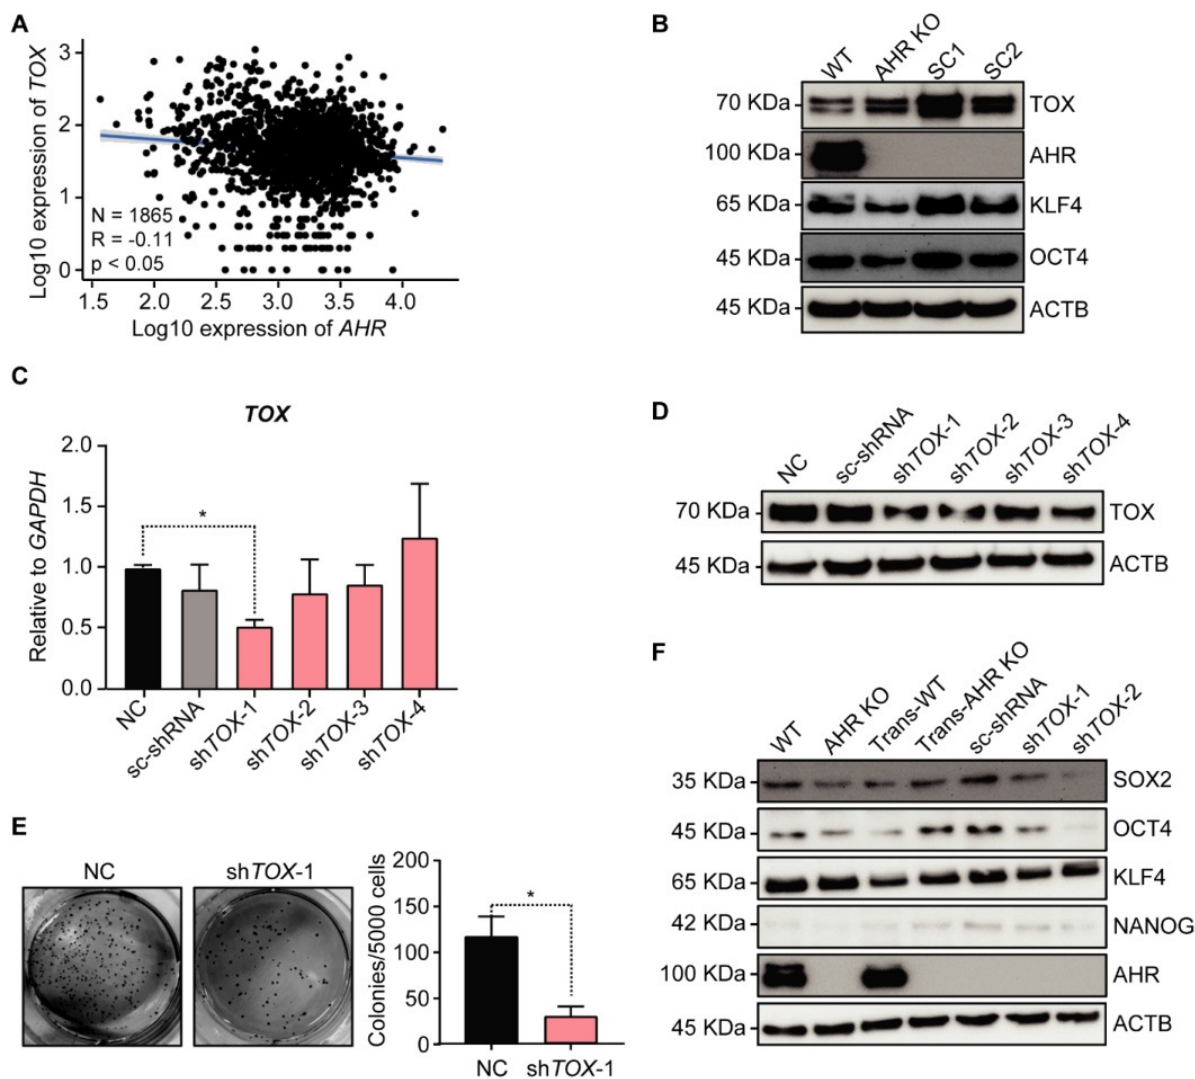 A
Log10 expression of TOX
3
2
1
0
N = 1865
R = -0.11
p < 0.05
1.5 2.0 2.5 3.0 3.5 4.0
Log10 expression of AHR
B
WT AHR KO SC1 SC2
70 KDa TOX
100 KDa AHR
65 KDa KLF4
45 KDa OCT4
45 KDa ACTB
C
TOX
Relative to GAPDH
2.0
1.5
1.0
0.5
0.0
*
NC sc-shRNA shTOX-1 shTOX-2 shTOX-3 shTOX-4
D
NC sc-shRNA shTOX-1 shTOX-2 shTOX-3 shTOX-4
70 KDa TOX
45 KDa ACTB
E
NC shTOX-1
Colonies/5000 cells
200
150
100
50
0
*
NC shTOX-1
F
WT AHR KO Trans-WT Trans-AHR KO sc-shRNA shTOX-1 shTOX-2
35 KDa SOX2
45 KDa OCT4
65 KDa KLF4
42 KDa NANOG
100 KDa AHR
45 KDa ACTB